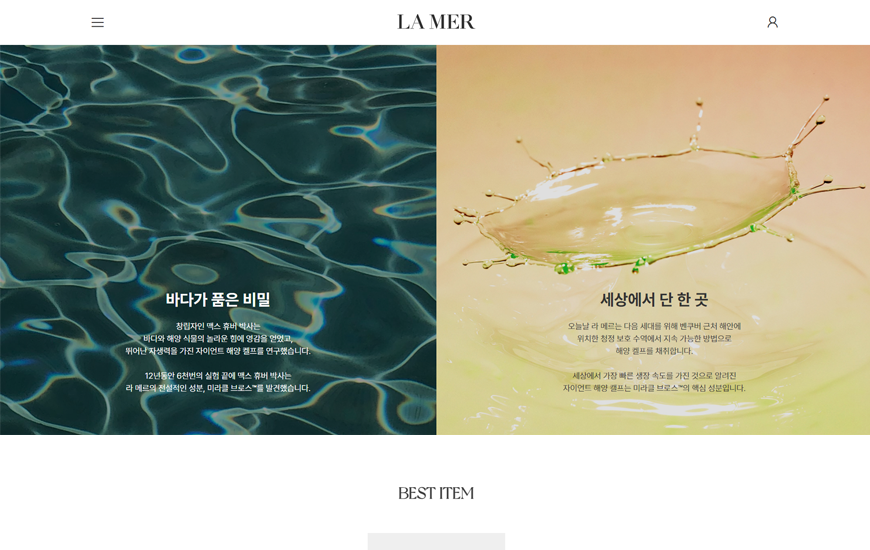 LA MER
바다가 품은 비밀
창립자인 맥스 휴버 박사는
바다와 해양 식물의 놀라운 힘에 영감을 얻었고,
뛰어난 자생력을 가진 자이언트 해양 켈프를 연구했습니다.
12년동안 6천번의 실험 끝에 맥스 휴버 박사는
라 메르의 전설적인 성분, 미라클 브로스™를 발견했습니다.
세상에서 단 한 곳
오늘날 라 메르는 다음 세대를 위해 벤쿠버 근처 해안에
위치한 청정 보호 수역에서 지속 가능한 방법으로
해양 켈프를 채취합니다.
세상에서 가장 빠른 생장 속도를 가진 것으로 알려진
자이언트 해양 켈프는 미라클 브로스™의 핵심 성분입니다.
BEST ITEM